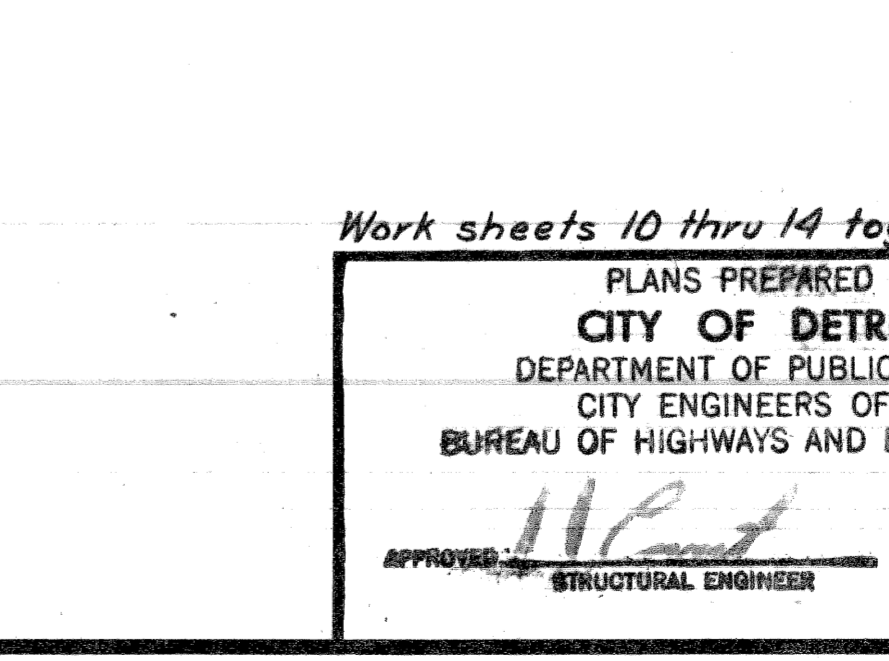 Work sheets 10 thru 14 tog
PLANS PREPARED
CITY OF DETR
DEPARTMENT OF PUBLIC
CITY ENGINEERS OF
BUREAU OF HIGHWAYS AND
APPROVED
STRUCTURAL ENGINEER